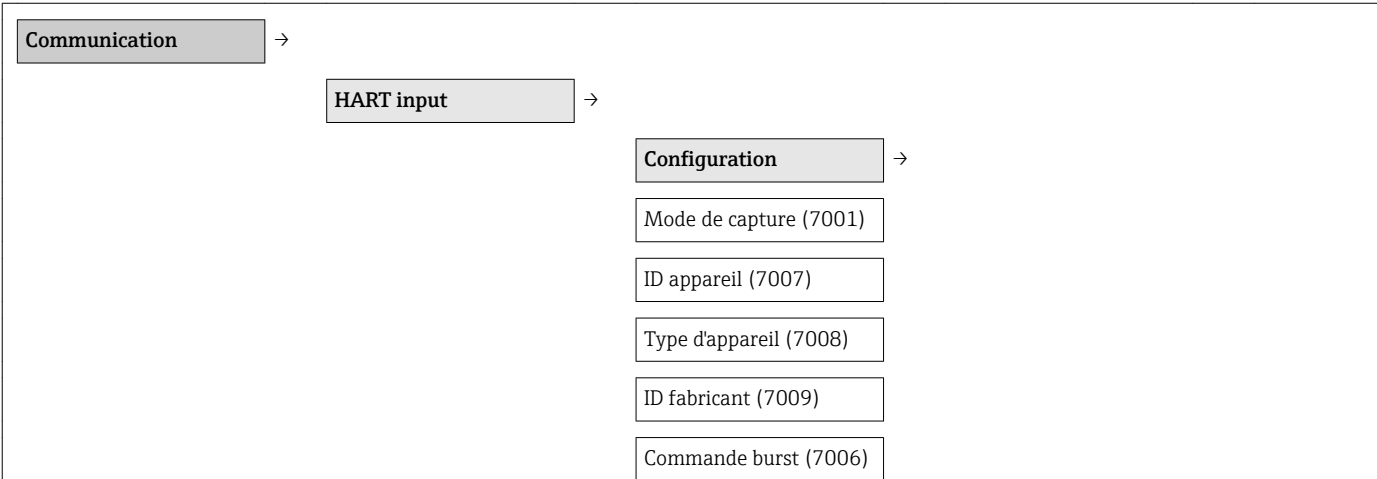 Communication →
HART input →
Configuration →
Mode de capture (7001)
ID appareil (7007)
Type d'appareil (7008)
ID fabricant (7009)
Commande burst (7006)